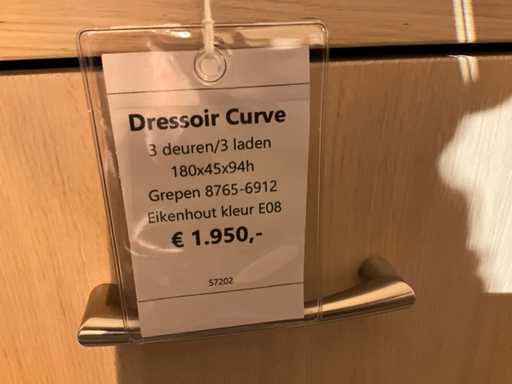 Dressoir Curve
3 deuren/3 laden
180x45x94h
Grepen 8765-6912
Eikenhout kleur E08
€ 1.950,-
57202